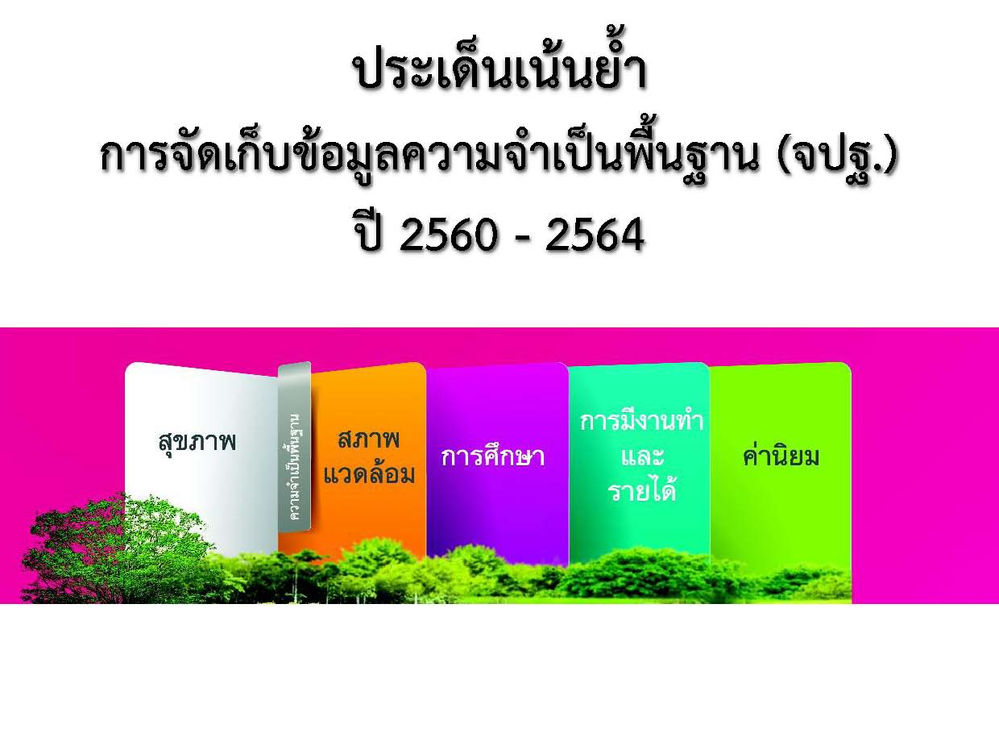 ประเด็นเน้นย้ำ
การจัดเก็บข้อมูลความจำเป็นพื้นฐาน (จปฐ.)
ปี 2560 - 2564
สุขภาพ
ความจำเป็นพื้นฐาน
สภาพ
แวดล้อม
การศึกษา
การมีงานทำ
และ
รายได้
ค่านิยม